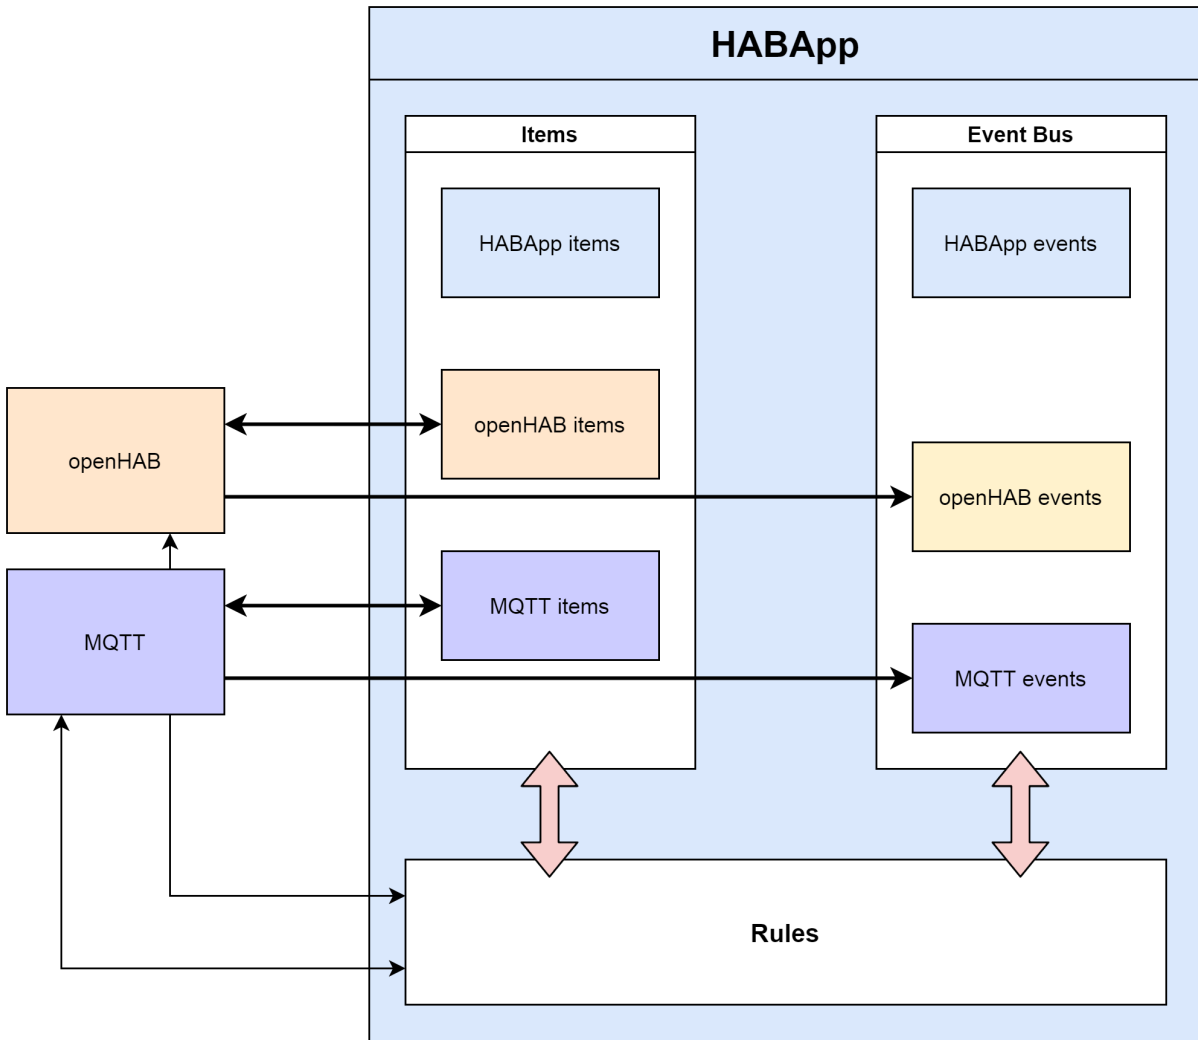 HABApp
Items
Event Bus
HABApp items
HABApp events
openHAB items
openHAB
openHAB events
MQTT items
MQTT
MQTT events
Rules